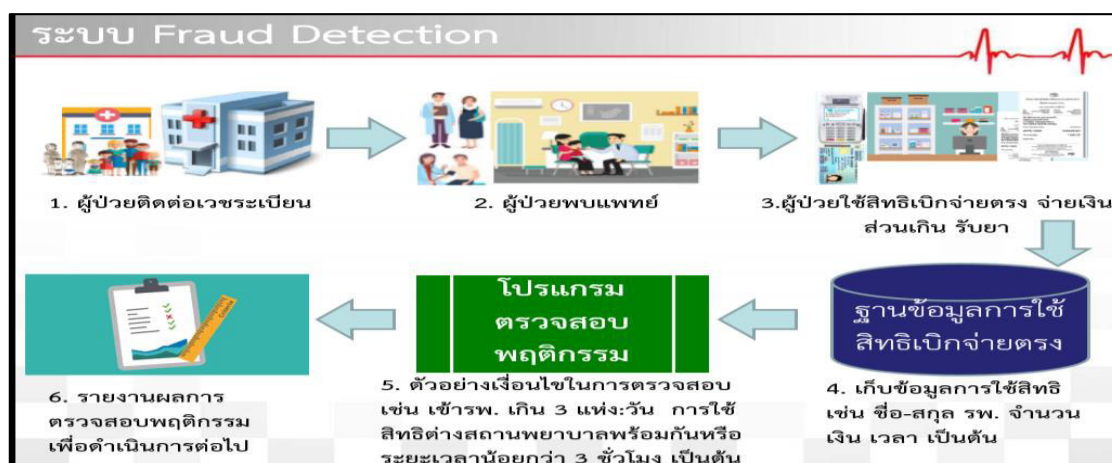 ระบบ Fraud Detection
1. ผู้ป่วยติดต่อเวชระเบียน
2. ผู้ป่วยพบแพทย์
3.ผู้ป่วยใช้สิทธิเบิกจ่ายตรง จ่ายเงิน
ส่วนเกิน รับยา
ฐานข้อมูลการใช้
สิทธิเบิกจ่ายตรง
4. เก็บข้อมูลการใช้สิทธิ
เช่น ชื่อ-สกุล รพ. จำนวน
เงิน เวลา เป็นต้น
โปรแกรม
ตรวจสอบ
พฤติกรรม
5. ตัวอย่างเงื่อนไขในการตรวจสอบ
เช่น เข้ารพ. เกิน 3 แห่ง:วัน การใช้
สิทธิต่างสถานพยาบาลพร้อมกันหรือ
ระยะเวลาน้อยกว่า 3 ชั่วโมง เป็นต้น
Criteria
6. รายงานผลการ
ตรวจสอบพฤติกรรม
เพื่อดำเนินการต่อไป